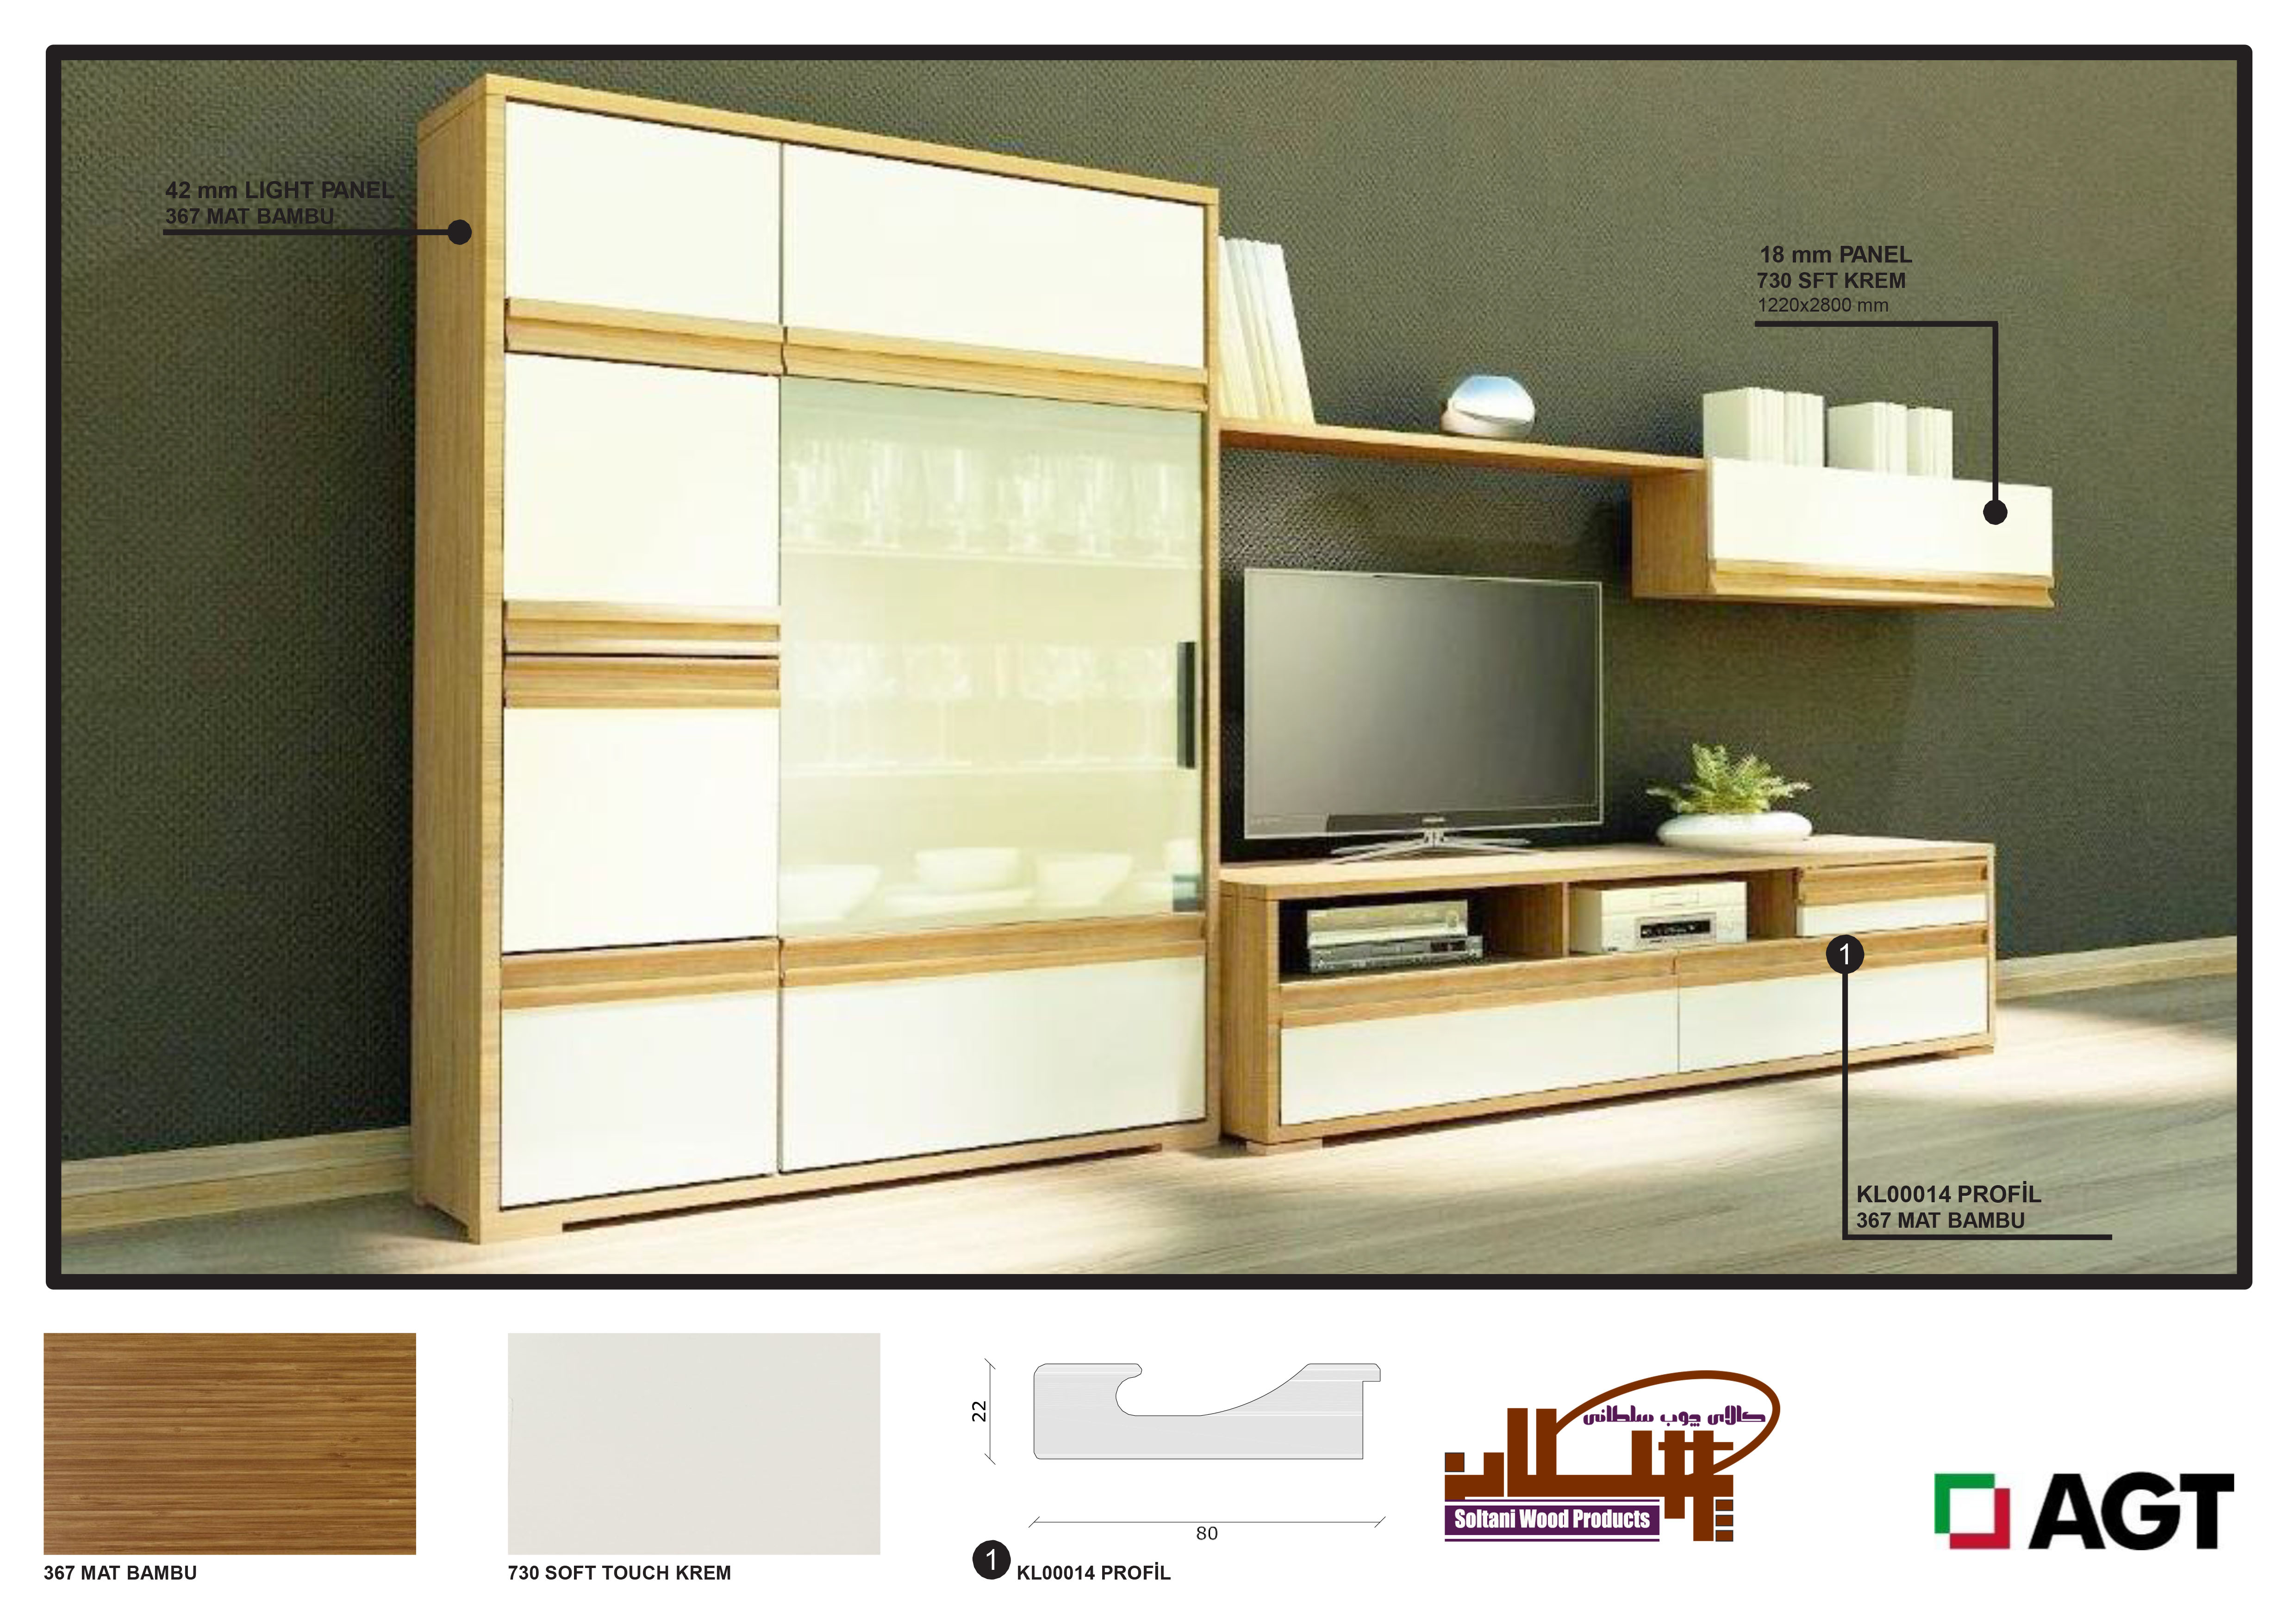 42 mm LIGHT PANEL
367 MAT BAMBU
18 mm PANEL
730 SFT KREM
1220x2800 mm
1
KL00014 PROFİL
367 MAT BAMBU
367 MAT BAMBU
730 SOFT TOUCH KREM
22
80
1 KL00014 PROFİL
کالای چوب سلطانی
Soltani Wood Products
AGT